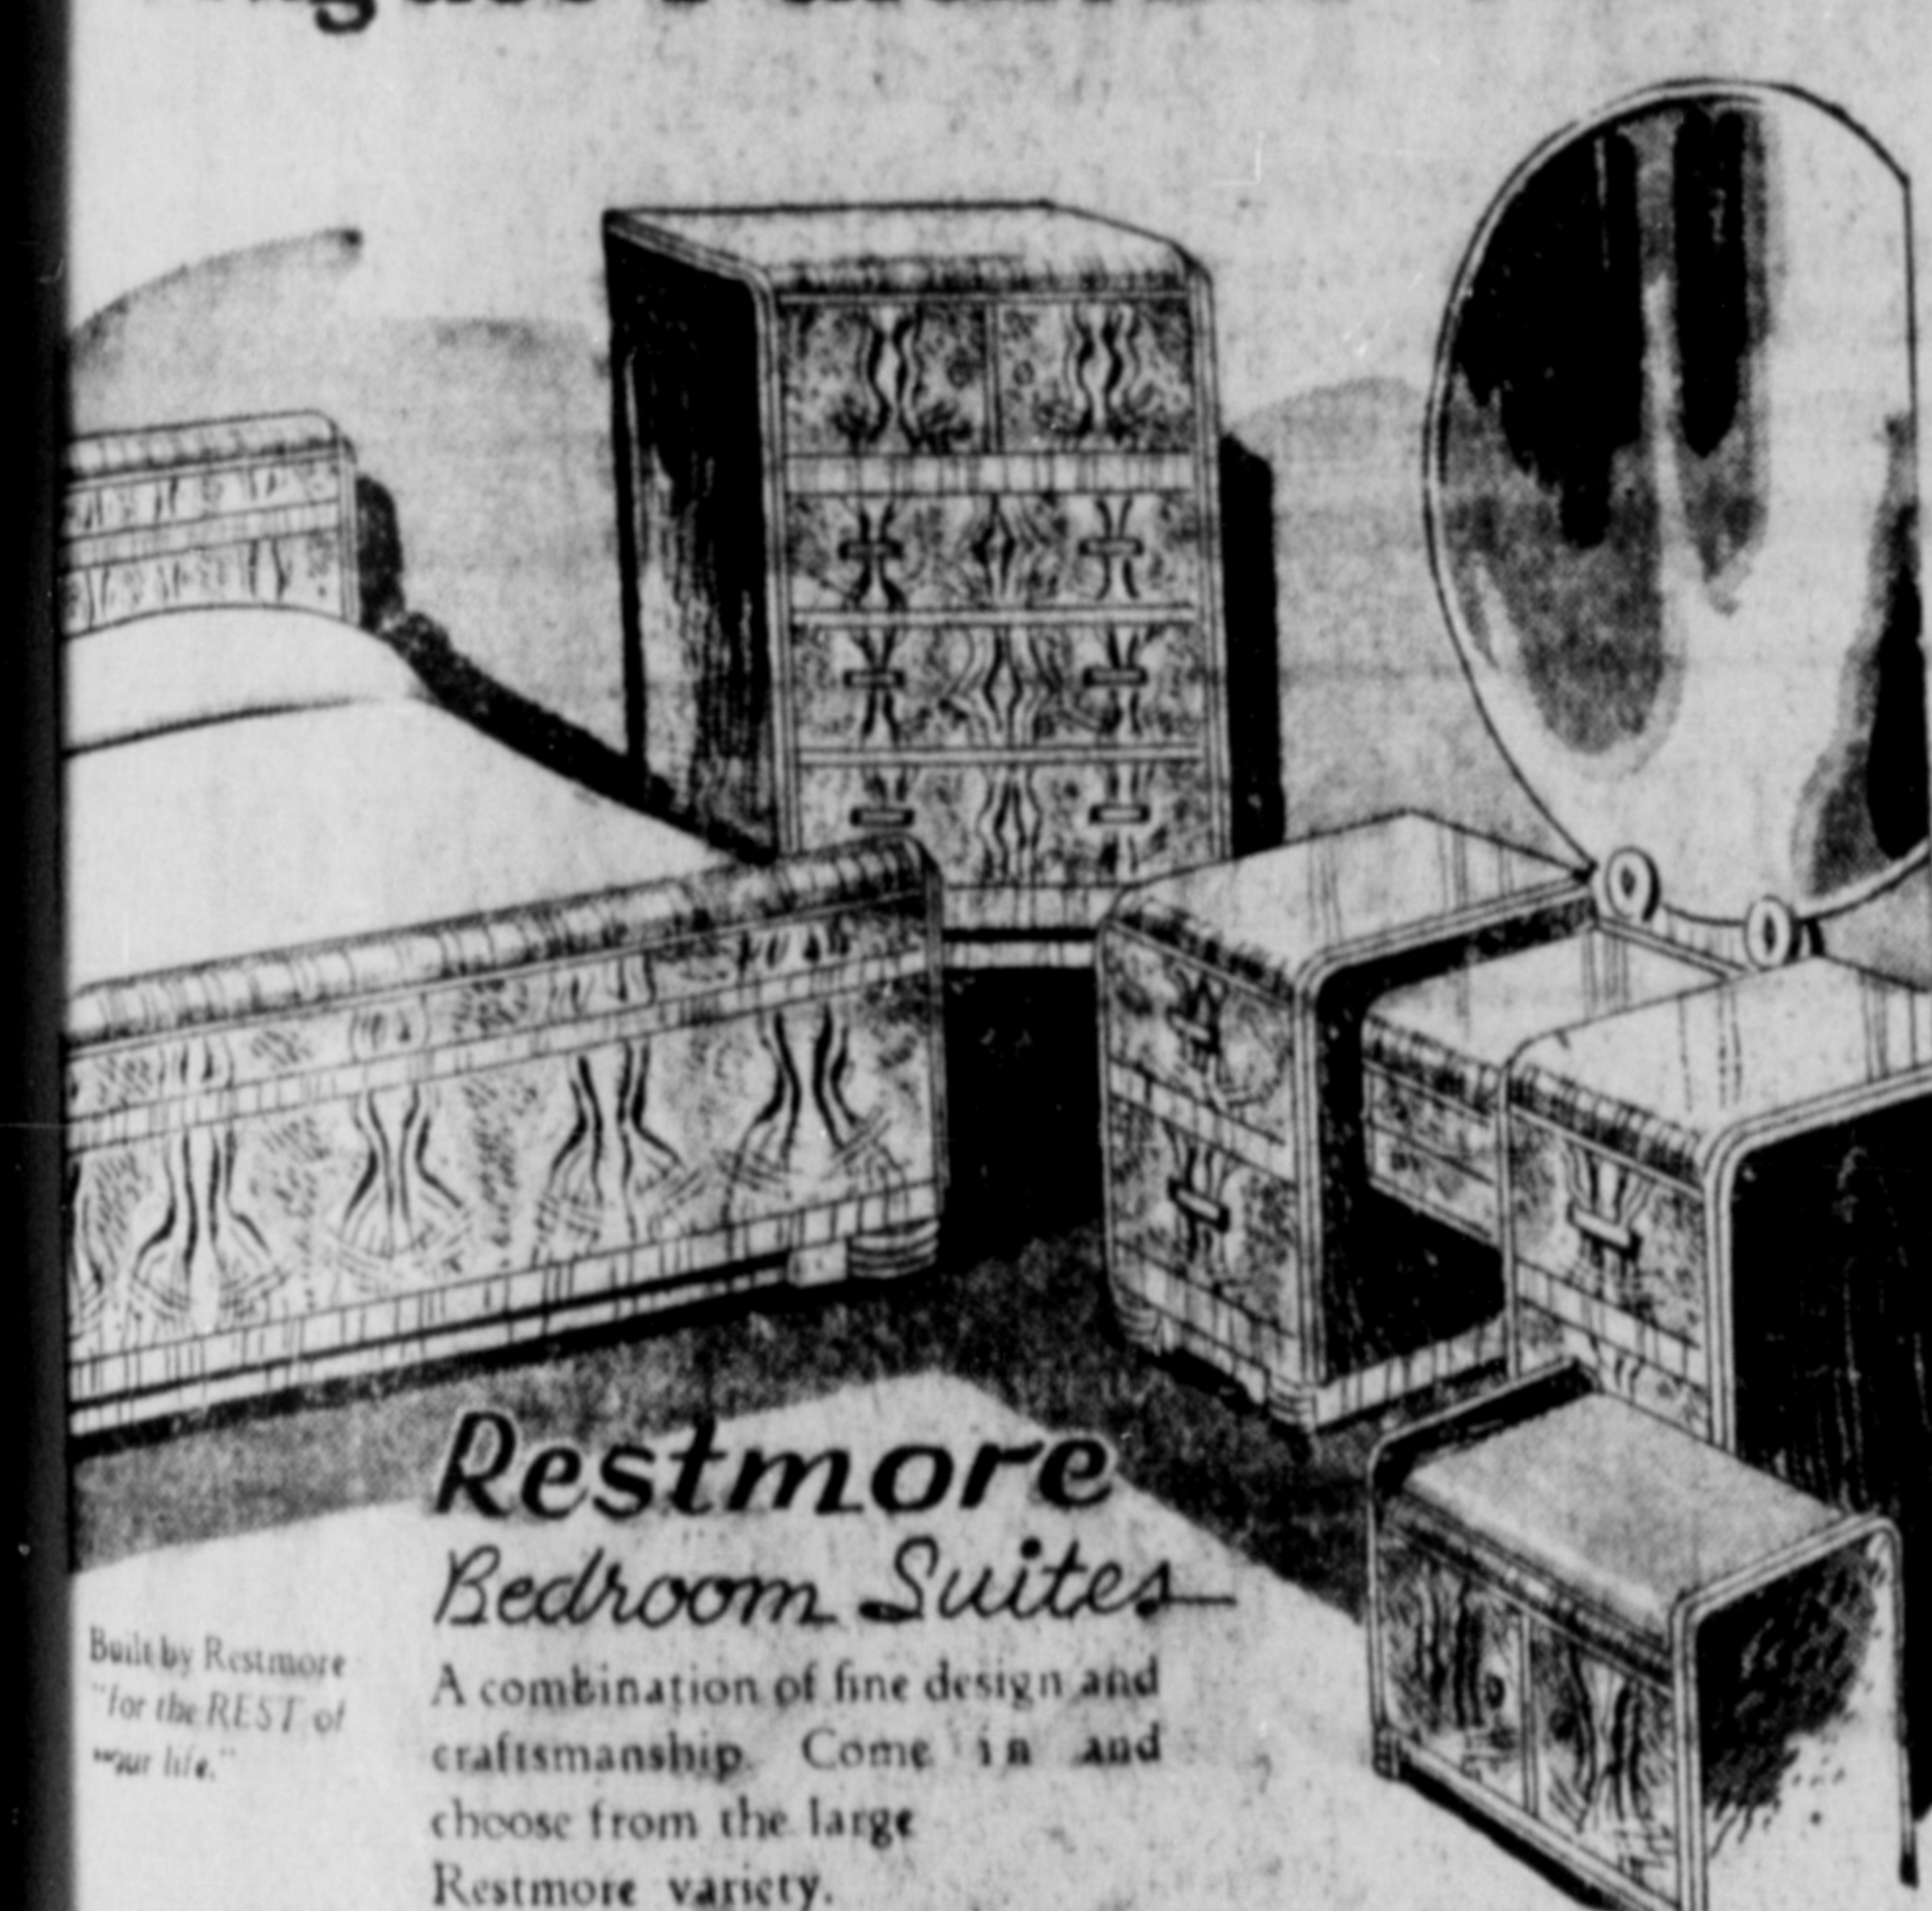 Restmore
Bedroom Suites
Built by Restmore
"for the REST of
your life."
A combination of fine design and
craftsmanship. Come in and
choose from the large
Restmore variety.